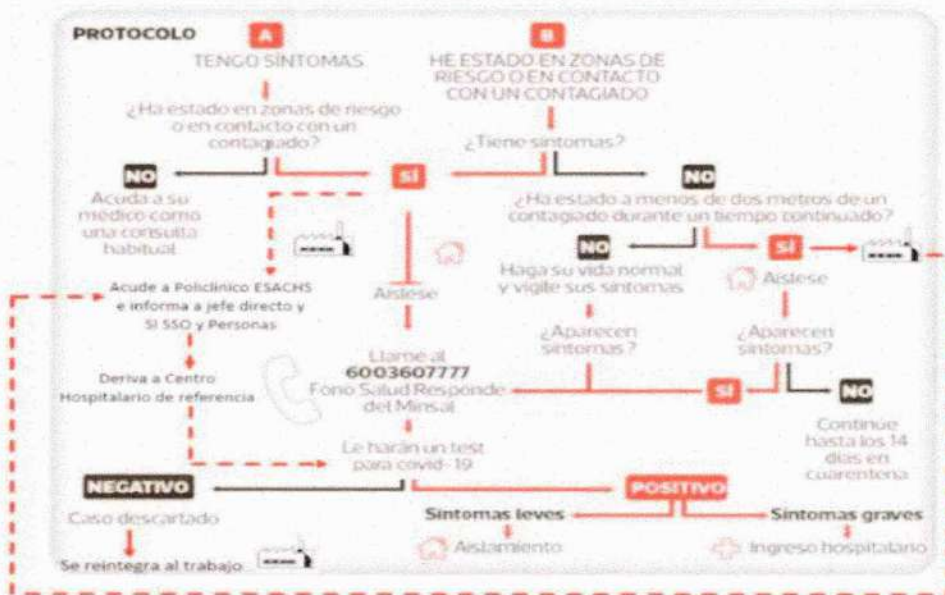 PROTOCOLO
A
TENGO SÍNTOMAS
¿Ha estado en zonas de riesgo
o en contacto con un
contagiado?
NO
Acuda a su
médico como
una consulta
habitual
B
HE ESTADO EN ZONAS DE
RIESGO O EN CONTACTO
CON UN CONTAGIADO
¿Tiene síntomas?
SÍ
NO
¿Ha estado a menos de dos metros de un
contagiado durante un tiempo continuado?
NO
Haga su vida normal
y vigile sus síntomas
SÍ
Aíslese
Acude a Policlínico ESACHS
e informa a jefe directo y
SI SSO y Personas
Aíslese
¿Aparecen
síntomas?
¿Aparecen
síntomas?
Deriva a Centro
Hospitalario de referencia
Llame al
6003607777
Fono Salud Responde
del Minsal
SÍ
NO
Continúe
hasta los 14
días en
cuarentena
Le harán un test
para covid-19
NEGATIVO
Caso descartado
Se reintegra al trabajo
POSITIVO
Síntomas leves
Aislamiento
Síntomas graves
Ingreso hospitalario